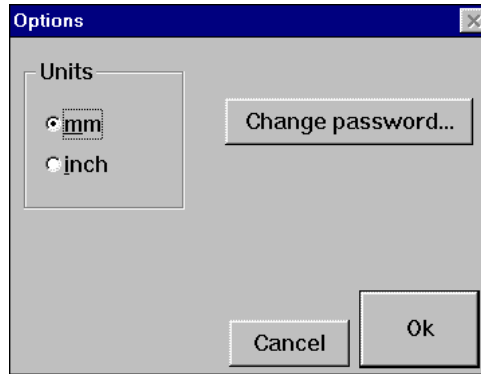 Options
Units
mm
inch
Change password...
Cancel
Ok